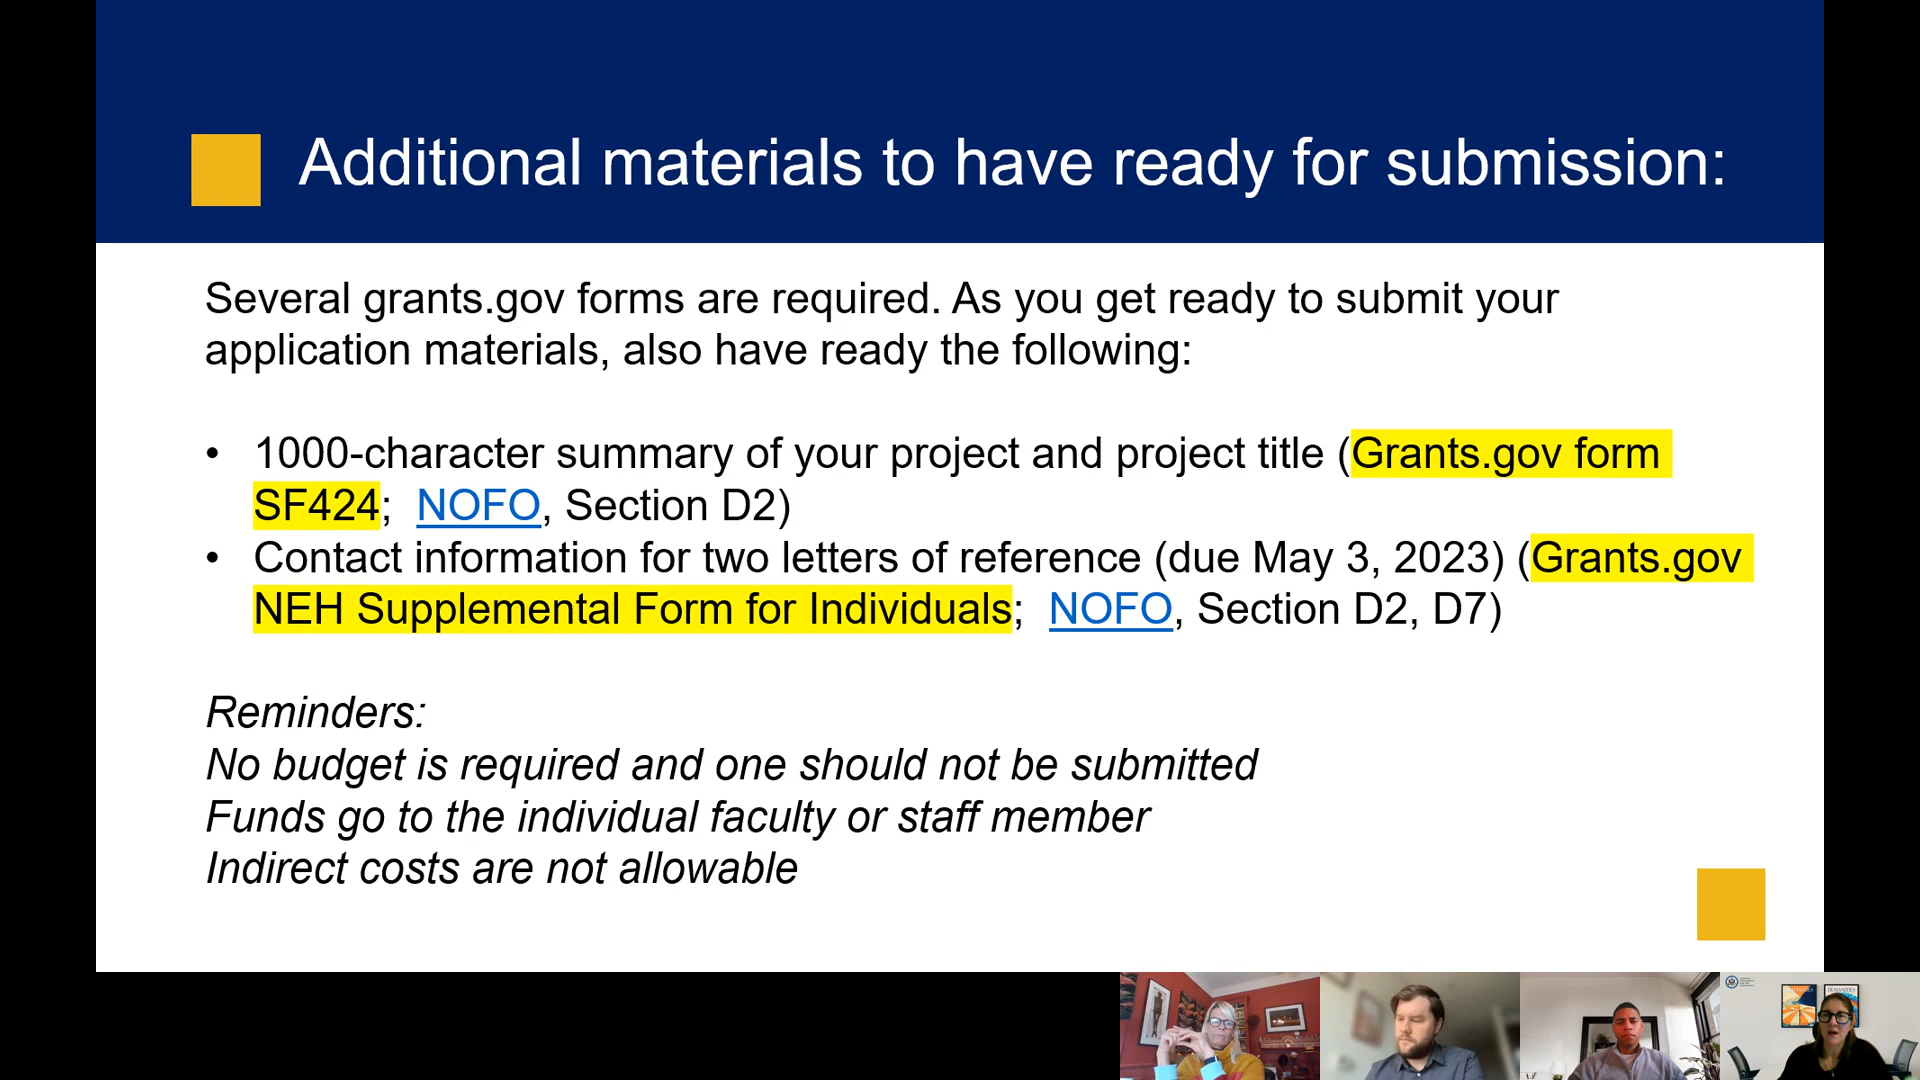 Additional materials to have ready for submission:
Several grants.gov forms are required. As you get ready to submit your
application materials, also have ready the following:
• 1000-character summary of your project and project title (Grants.gov form
SF424; NOFO, Section D2)
• Contact information for two letters of reference (due May 3, 2023) (Grants.gov
NEH Supplemental Form for Individuals; NOFO, Section D2, D7)
Reminders:
No budget is required and one should not be submitted
Funds go to the individual faculty or staff member
Indirect costs are not allowable